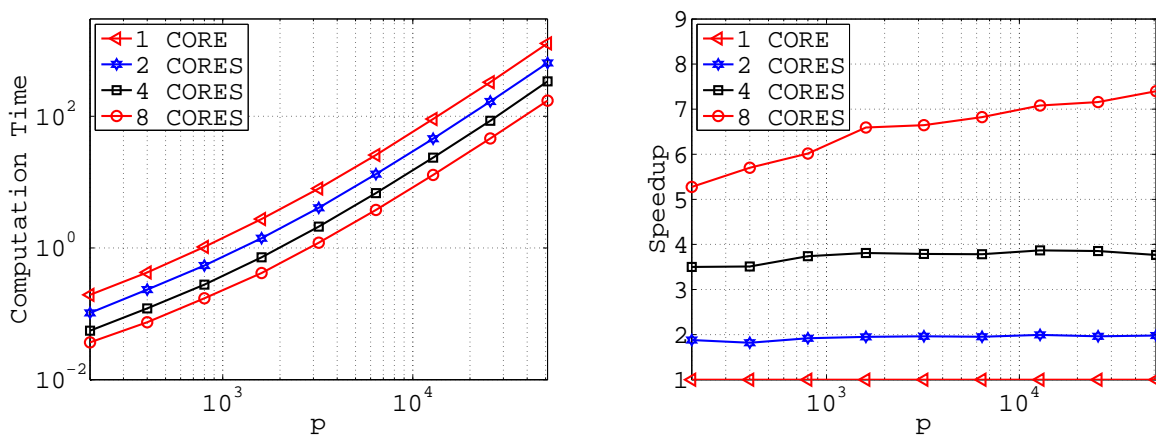 Computation Time
10^2
10^0
10^-2
1 CORE
2 CORES
4 CORES
8 CORES
10^3
10^4
p
Speedup
9
8
7
6
5
4
3
2
1
1 CORE
2 CORES
4 CORES
8 CORES
10^3
10^4
p